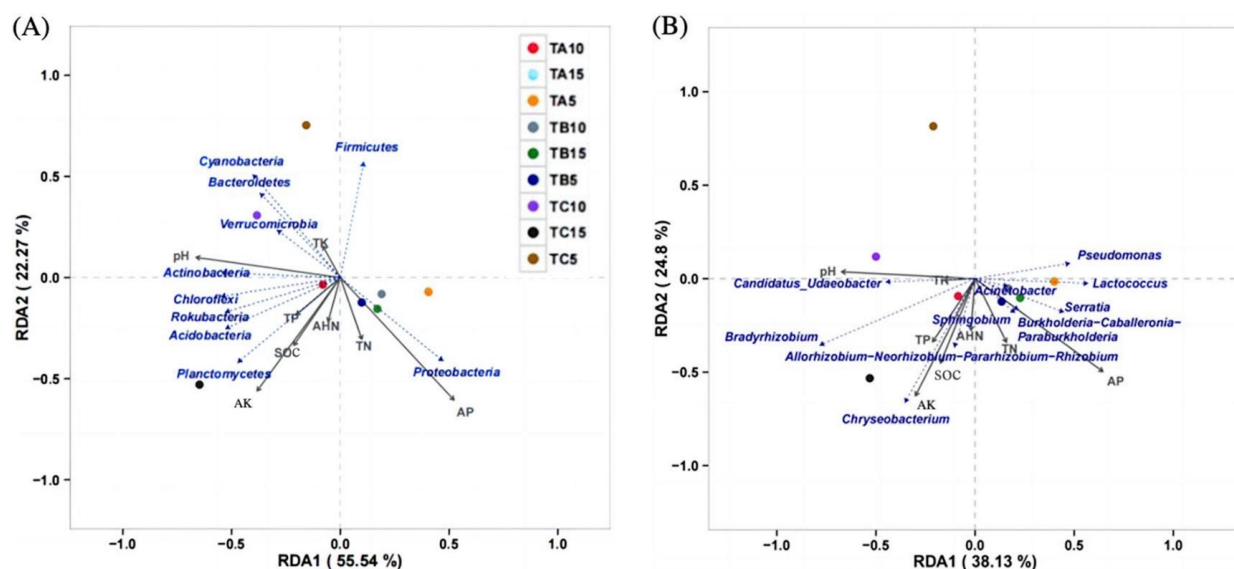 (A)
1.0
0.5
0.0
−0.5
−1.0
RDA2 ( 22.27 %)
−1.0
−0.5
0.0
0.5
1.0
RDA1 ( 55.54 %)
TA10
TA15
TA5
TB10
TB15
TB5
TC10
TC15
TC5
Firmicutes
Cyanobacteria
Bacteroidetes
Verrucomicrobia
TK
pH
Actinobacteria
Chloroflexi
Rokubacteria
TP
AHN
Acidobacteria
TN
SOC
Planctomycetes
Proteobacteria
AK
AP
(B)
1.0
0.5
0.0
−0.5
−1.0
RDA2 ( 24.8 %)
−1.0
−0.5
0.0
0.5
1.0
RDA1 ( 38.13 %)
Pseudomonas
pH
Candidatus_Udaeobacter
Lactococcus
Acinetobacter
Serratia
Sphingobium
Burkholderia−Caballeronia−
Paraburkholderia
Bradyrhizobium
TP
AHN
TN
Allorhizobium−Neorhizobium−Pararhizobium−Rhizobium
SOC
AP
AK
Chryseobacterium